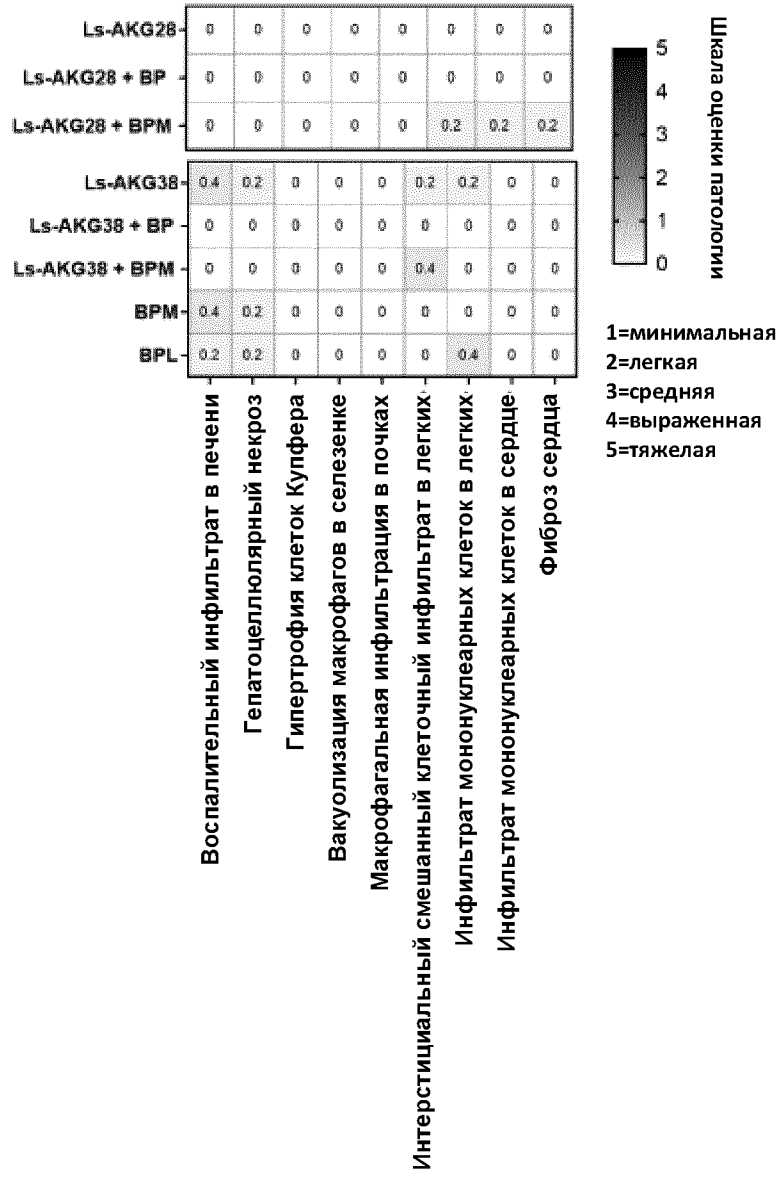 Ls-AKG28 0 0 0 0 0 0 0 0
Ls-AKG28 + BP 0 0 0 0 0 0 0 0
Ls-AKG28 + BPM 0 0 0 0 0 0.2 0.2 0.2
Ls-AKG38 0.4 0.2 0 0 0 0.2 0.2 0 0
Ls-AKG38 + BP 0 0 0 0 0 0 0 0 0
Ls-AKG38 + BPM 0 0 0 0 0 0.4 0 0 0
BPM 0.4 0.2 0 0 0 0 0 0 0
BPL 0.2 0.2 0 0 0 0 0.4 0 0
Воспалительный инфильтрат в печени
Гепатоцеллюлярный некроз
Гипертрофия клеток Купфера
Вакуолизация макрофагов в селезенке
Макрофагальная инфильтрация в почках
Интерстициальный смешанный клеточный инфильтрат в легких
Инфильтрат мононуклеарных клеток в легких
Инфильтрат мононуклеарных клеток в сердце
Фиброз сердца
5
4
3
2
1
0
Шкала оценки патологии
1=минимальная
2=легкая
3=средняя
4=выраженная
5=тяжелая